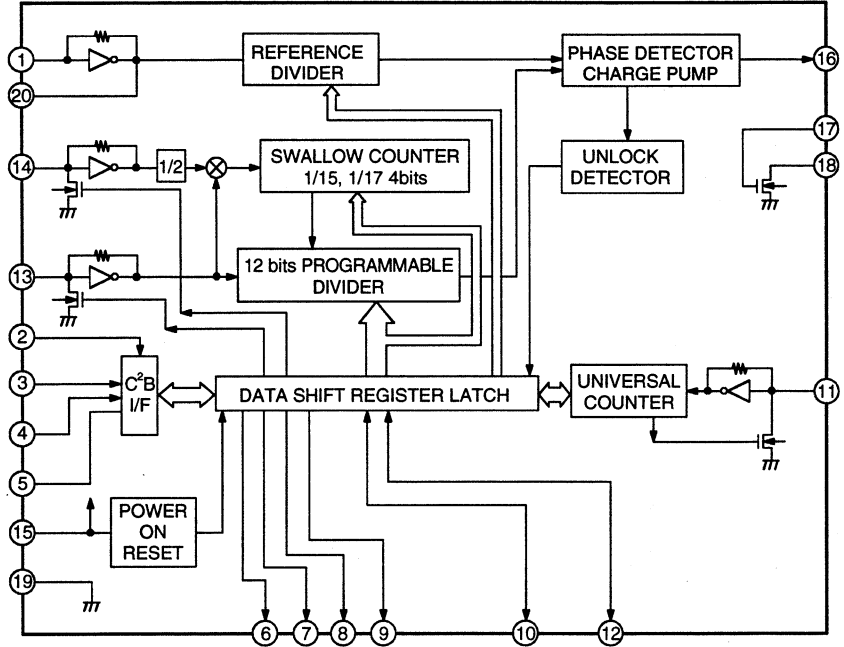 1
20
REFERENCE
DIVIDER
PHASE DETECTOR
CHARGE PUMP
16
17
18
14
1/2
SWALLOW COUNTER
1/15, 1/17 4bits
UNLOCK
DETECTOR
13
12 bits PROGRAMMABLE
DIVIDER
2
3
4
5
C²B
I/F
DATA SHIFT REGISTER LATCH
UNIVERSAL
COUNTER
11
15
POWER
ON
RESET
19
6
7
8
9
10
12